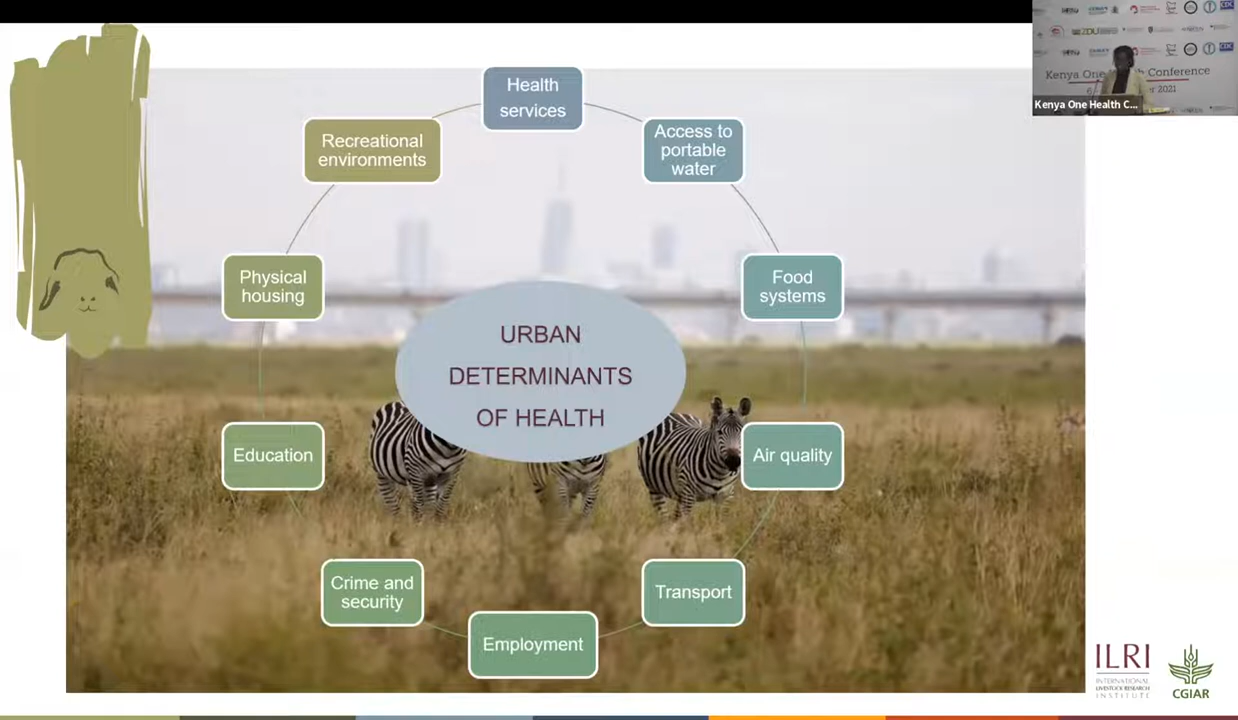 Health
services
Access to
portable
water
Food
systems
Air quality
Transport
Employment
Crime and
security
Education
Physical
housing
Recreational
environments
URBAN
DETERMINANTS
OF HEALTH
Kenya One Health C...
Conference
2021
ILRI
INTERNATIONAL
LIVESTOCK RESEARCH
INSTITUTE
CGIAR